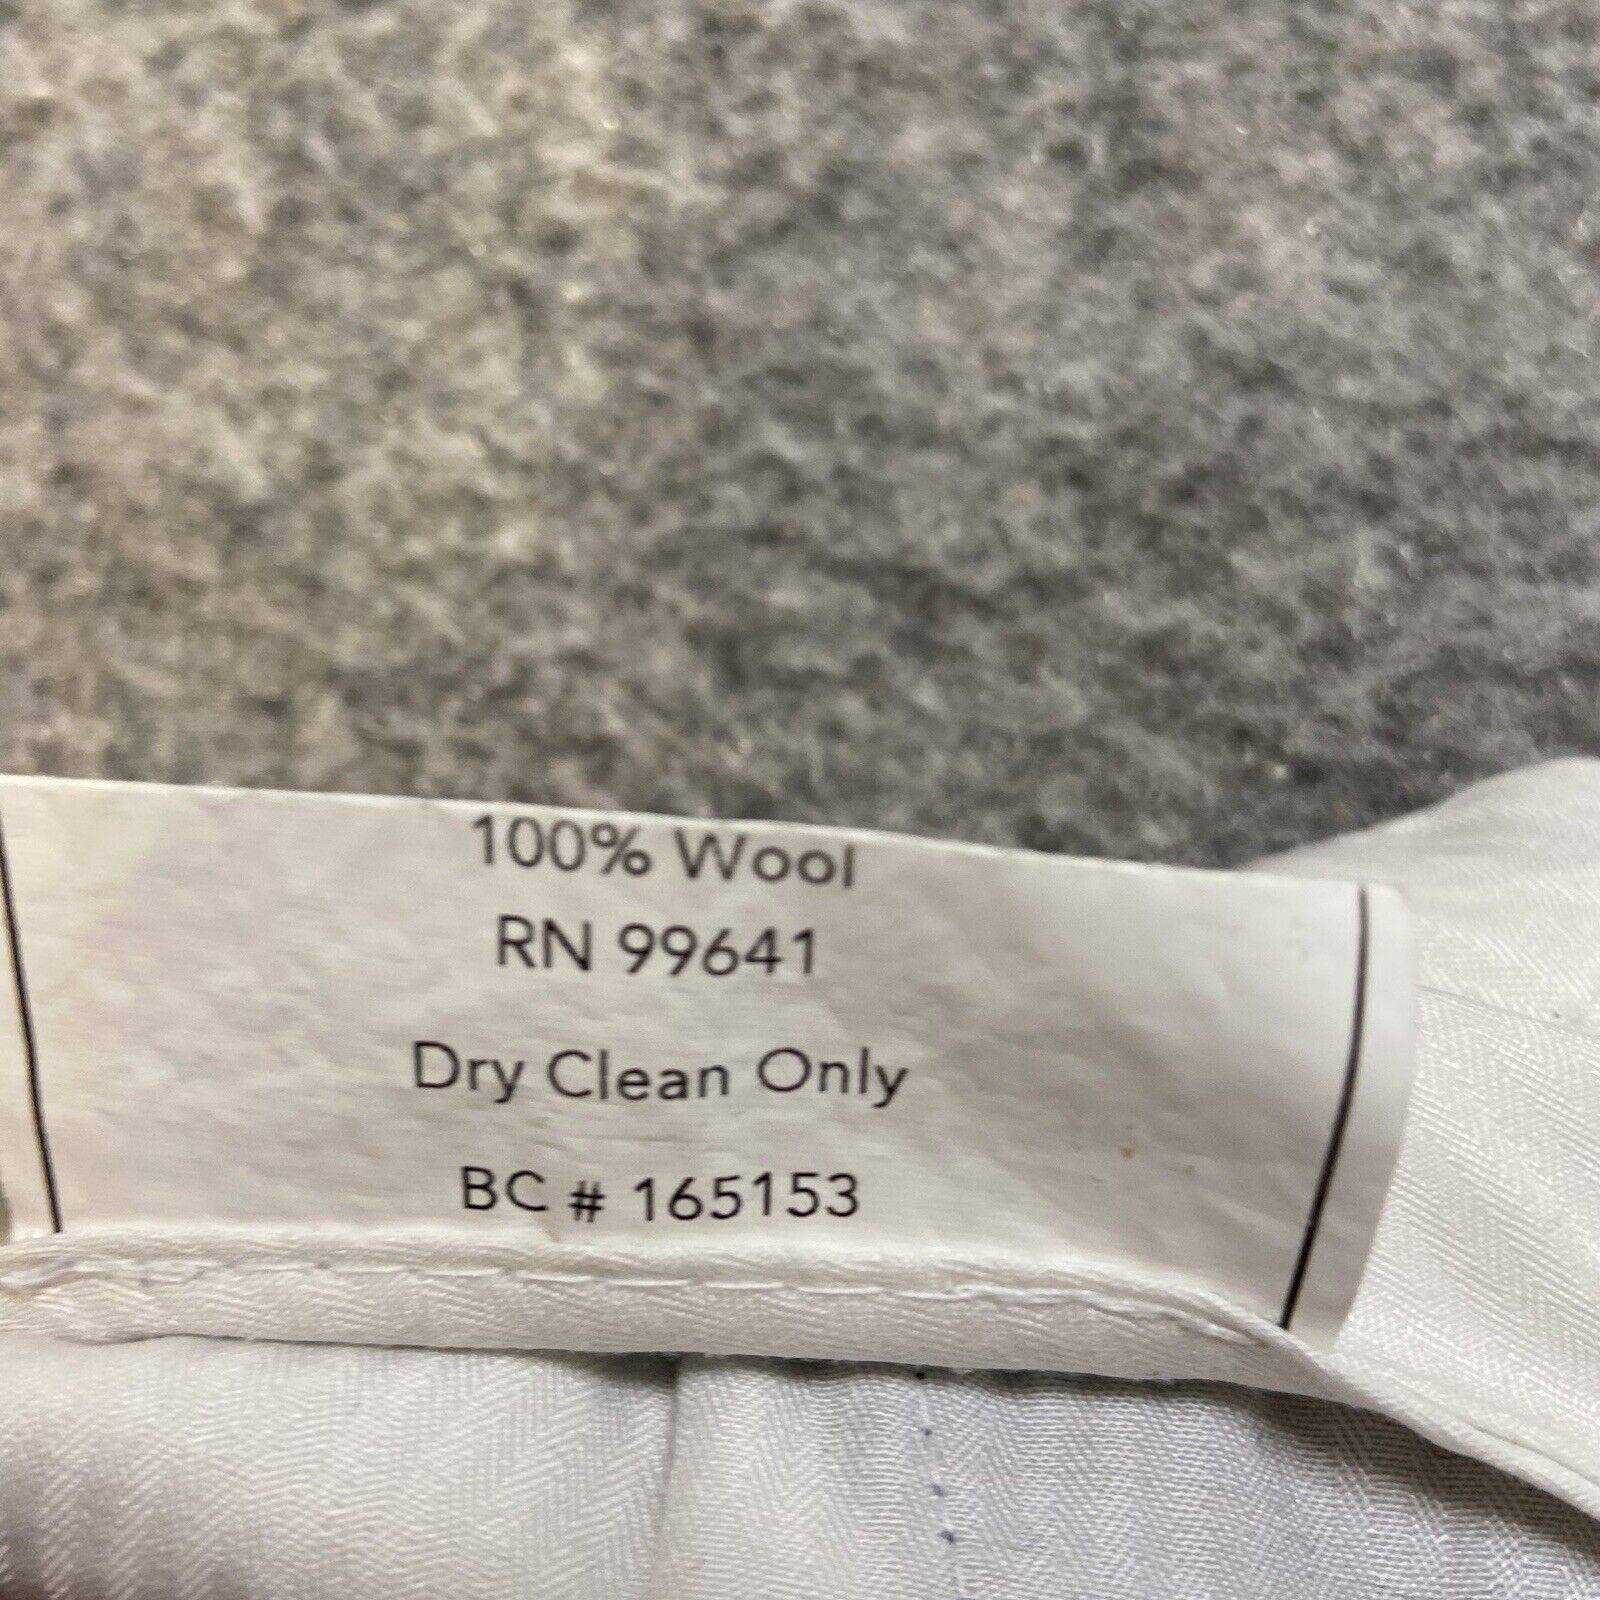 100% Wool
RN 99641
Dry Clean Only
BC # 165153